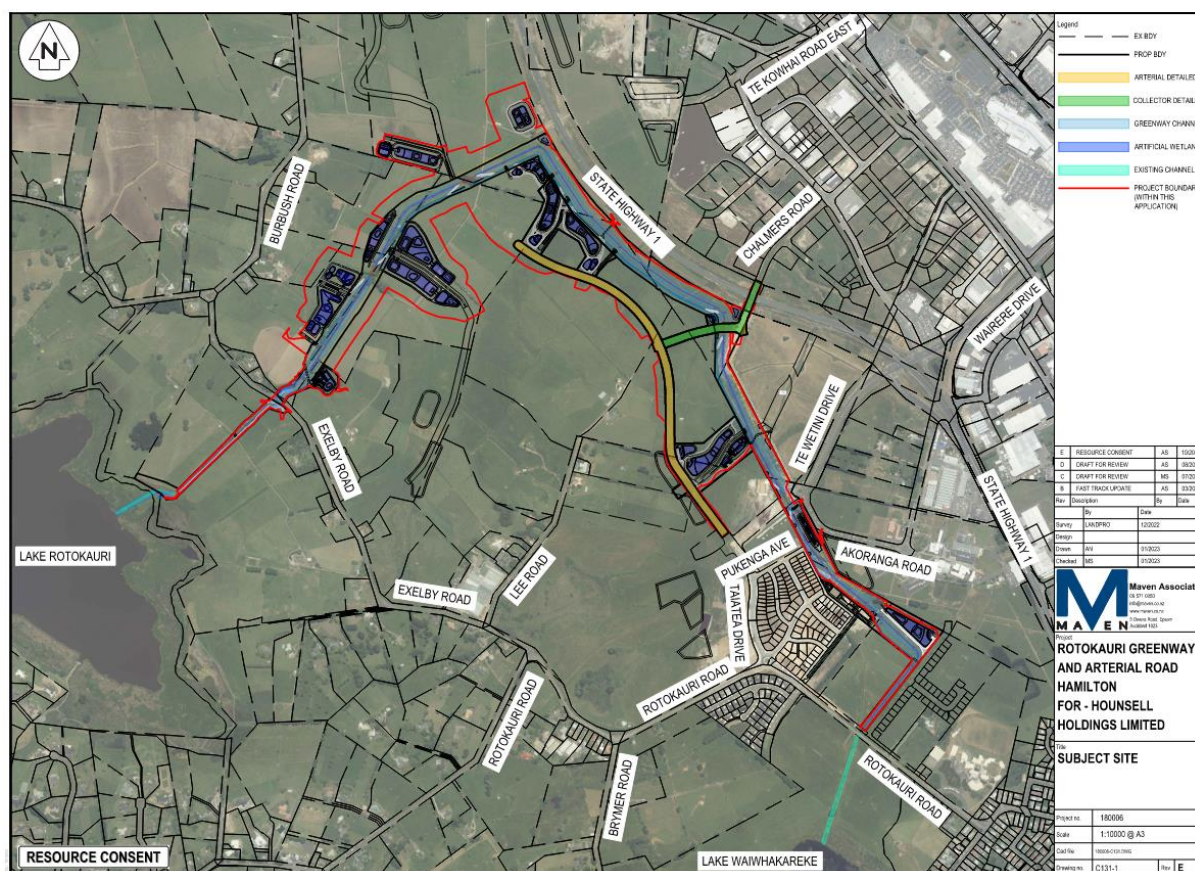 N
TE KOWHAI ROAD EAST
BURBUSH ROAD
STATE HIGHWAY 1
CHALMERS ROAD
WAIRERE DRIVE
EXELBY ROAD
TE WETINI DRIVE
STATE HIGHWAY 1
LAKE ROTOKAURI
LEE ROAD
PUKENGA AVE
AKORANGA ROAD
EXELBY ROAD
TAIATEA DRIVE
ROTOKAURI ROAD
ROTOKAURI ROAD
BRYMER ROAD
ROTOKAURI ROAD
LAKE WAIWHAKAREKE
RESOURCE CONSENT
Legend
EX BDY
PROP BDY
ARTERIAL DETAILED
COLLECTOR DETAIL
GREENWAY CHANN
ARTIFICIAL WETLAN
EXISTING CHANNEL
PROJECT BOUNDAR
(WITHIN THIS
APPLICATION)
E RESOURCE CONSENT AS
D DRAFT FOR REVIEW AS
C DRAFT FOR REVIEW MS
B FAST TRACK UPDATE AS
Rev Description By Date
By Date
Survey LANDPRO 12/2022
Design
Drawn AN 01/2023
Checked MS 01/2023
M
MAVEN
Maven Associat
Project
ROTOKAURI GREENWAY
AND ARTERIAL ROAD
HAMILTON
FOR - HOUNSELL
HOLDINGS LIMITED
Title
SUBJECT SITE
Project no. 180006
Scale 1:10000 @ A3
Cad file
Drawing no. C131-1 Rev E